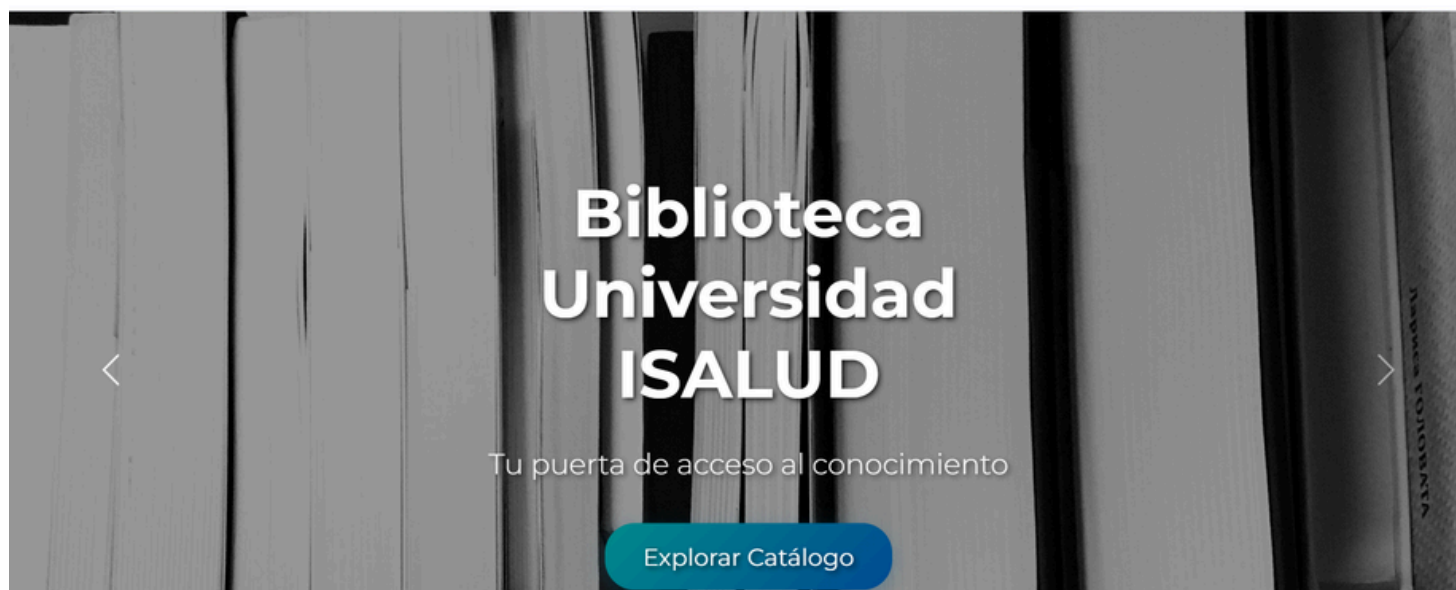 Biblioteca
Universidad
ISALUD
Tu puerta de acceso al conocimiento
Explorar Catálogo